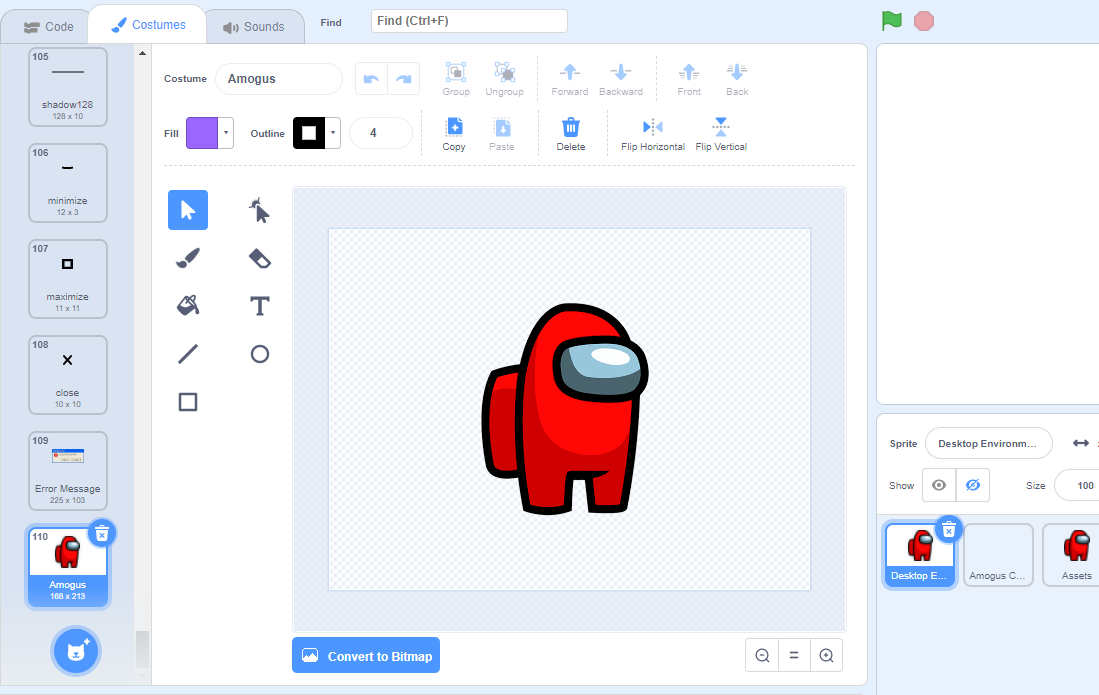 Code
Costumes
Sounds
Find
Find (Ctrl+F)
105
shadow128
128 x 10
106
minimize
12 x 3
107
maximize
11 x 11
108
close
10 x 10
109
Error Message
225 x 103
110
Amogus
168 x 213
Costume
Amogus
Group
Ungroup
Forward
Backward
Front
Back
Fill
Outline
4
Copy
Paste
Delete
Flip Horizontal
Flip Vertical
Convert to Bitmap
Sprite
Desktop Environm...
Show
Size
100
Desktop E...
Amogus C...
Assets